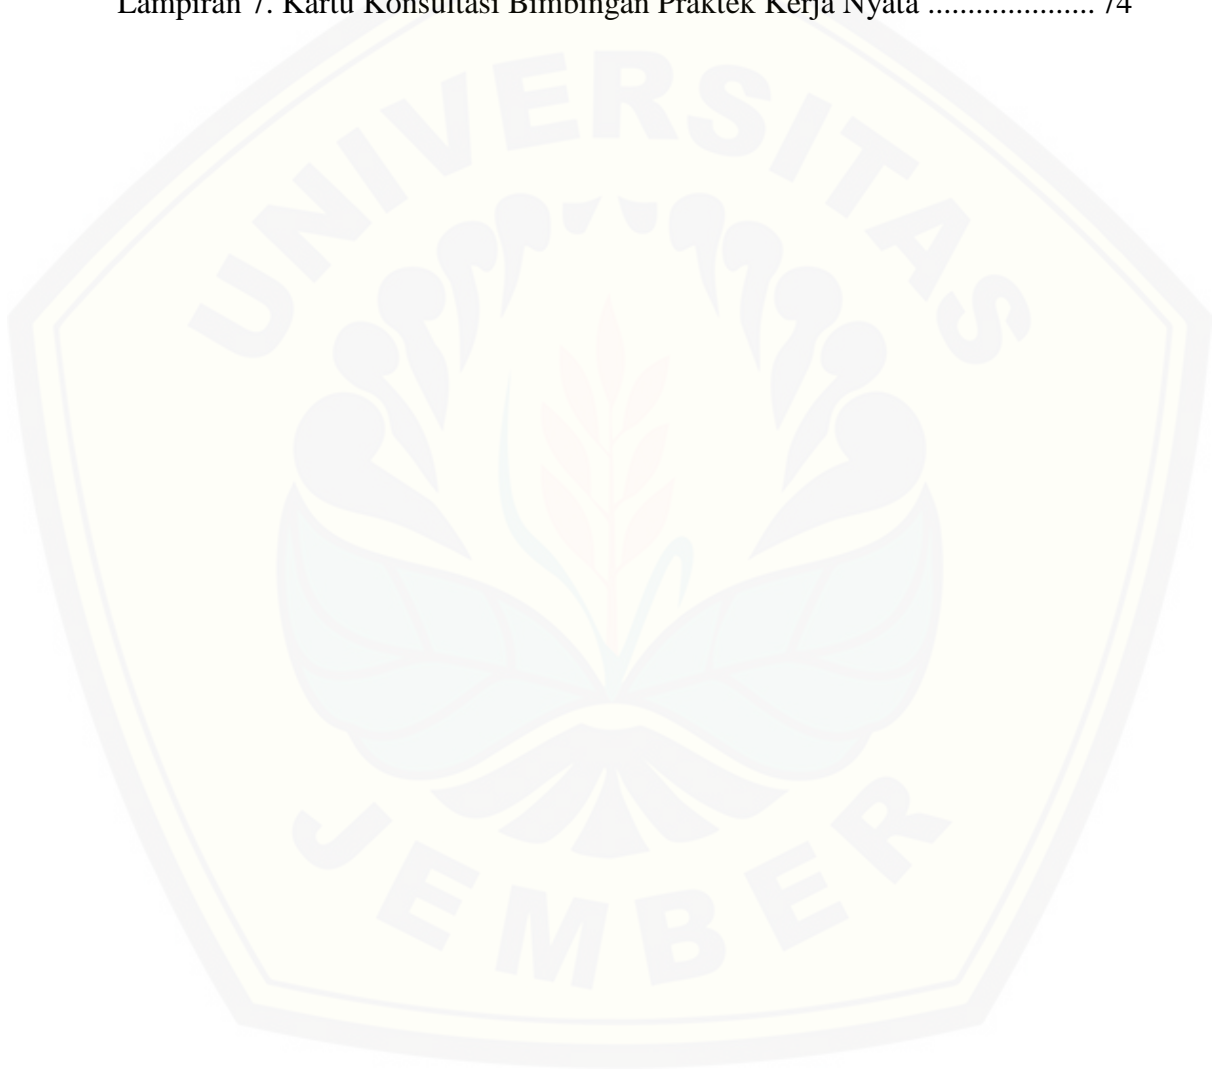 Lampiran 7. Kartu Konsultasi Bimbingan Praktek Kerja Nyata ..................... 74
UNIVERSITAS
JEMBER